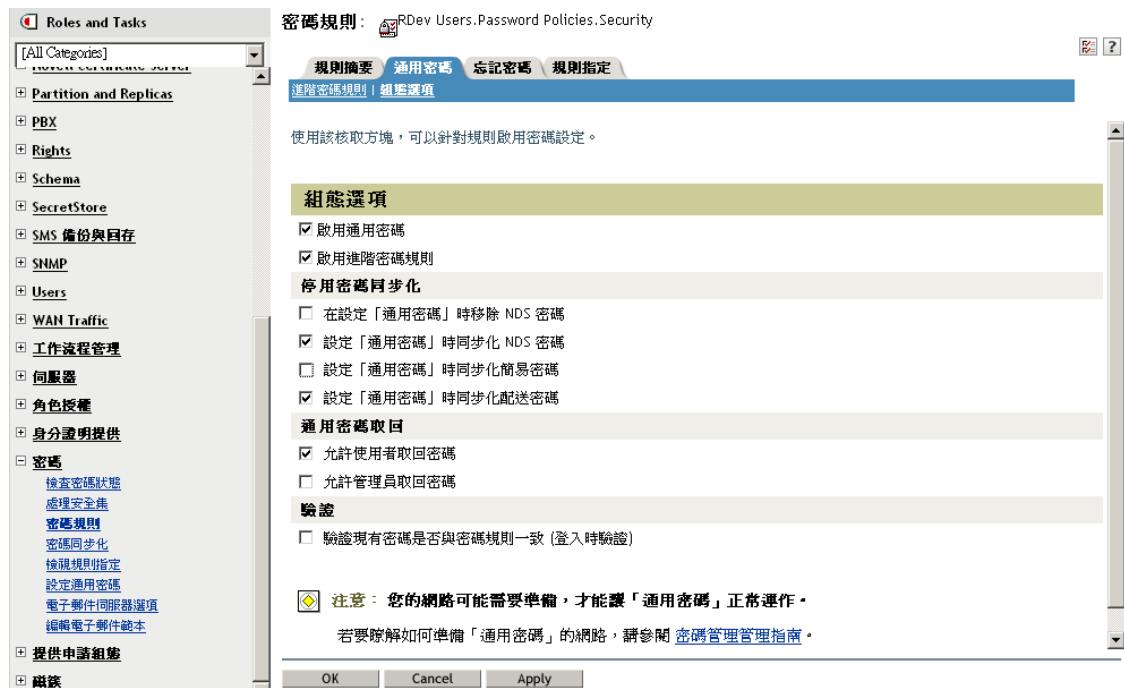 Roles and Tasks
[All Categories]
Novell Certificate Server
Partition and Replicas
PBX
Rights
Schema
SecretStore
SMS 備份與回存
SNMP
Users
WAN Traffic
工作流程管理
伺服器
角色授權
身分證明提供
密碼
檢查密碼狀態
處理安全集
密碼規則
密碼同步化
檢視規則指定
設定通用密碼
電子郵件伺服器選項
編輯電子郵件範本
提供申請組態
磁簇
密碼規則: RDev Users.Password Policies.Security
規則摘要 通用密碼 忘記密碼 規則指定
進階密碼規則 | 組態選項
使用該核取方塊，可以針對規則啟用密碼設定。
組態選項
啟用通用密碼
啟用進階密碼規則
停用密碼同步化
在設定「通用密碼」時移除 NDS 密碼
設定「通用密碼」時同步化 NDS 密碼
設定「通用密碼」時同步化簡易密碼
設定「通用密碼」時同步化配送密碼
通用密碼取回
允許使用者取回密碼
允許管理員取回密碼
驗證
驗證現有密碼是否與密碼規則一致 (登入時驗證)
注意： 您的網路可能需要準備，才能讓「通用密碼」正常運作。
若要瞭解如何準備「通用密碼」的網路，請參閱 密碼管理管理指南。
OK Cancel Apply